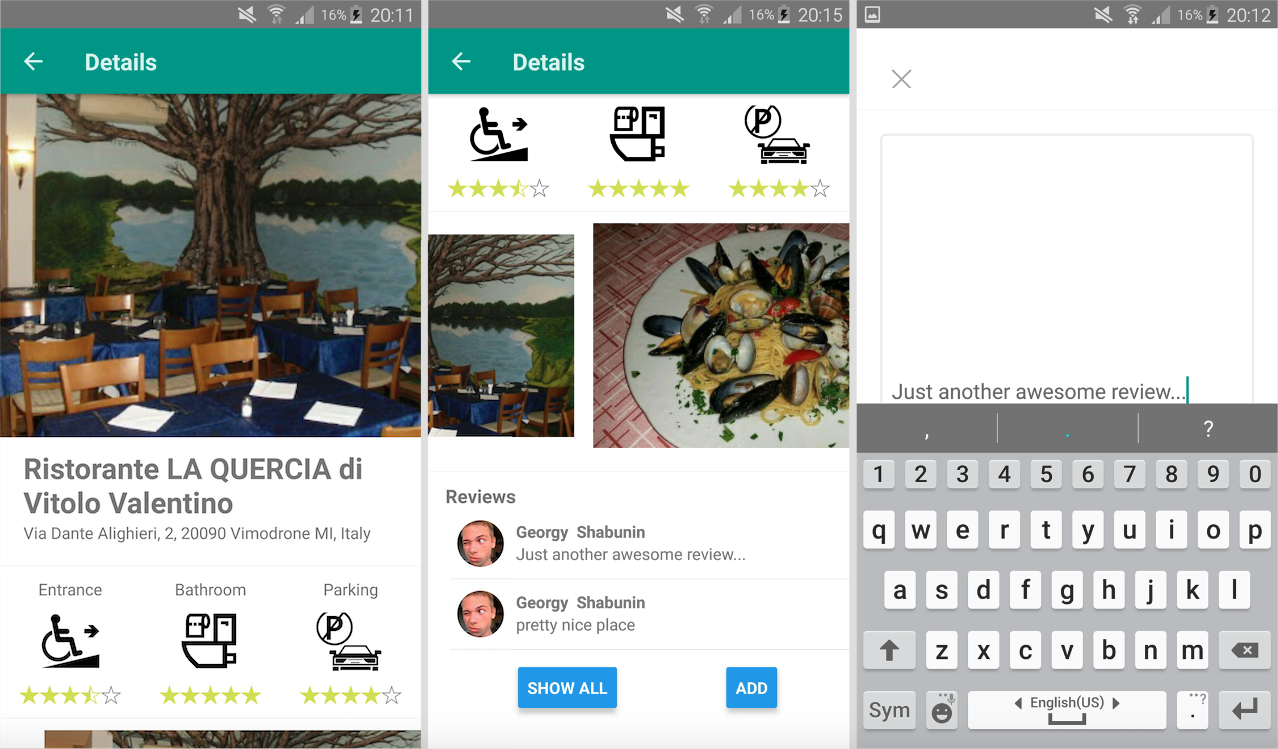 16% 20:11
Details
Ristorante LA QUERCIA di
Vitolo Valentino
Via Dante Alighieri, 2, 20090 Vimodrone MI, Italy
Entrance Bathroom Parking
P
16% 20:15
Details
P
Reviews
Georgy Shabunin
Just another awesome review...
Georgy Shabunin
pretty nice place
SHOW ALL ADD
16% 20:12
Just another awesome review...
, . ?
1 2 3 4 5 6 7 8 9 0
q w e r t y u i o p
a s d f g h j k l
z x c v b n m
Sym English(US) . ?